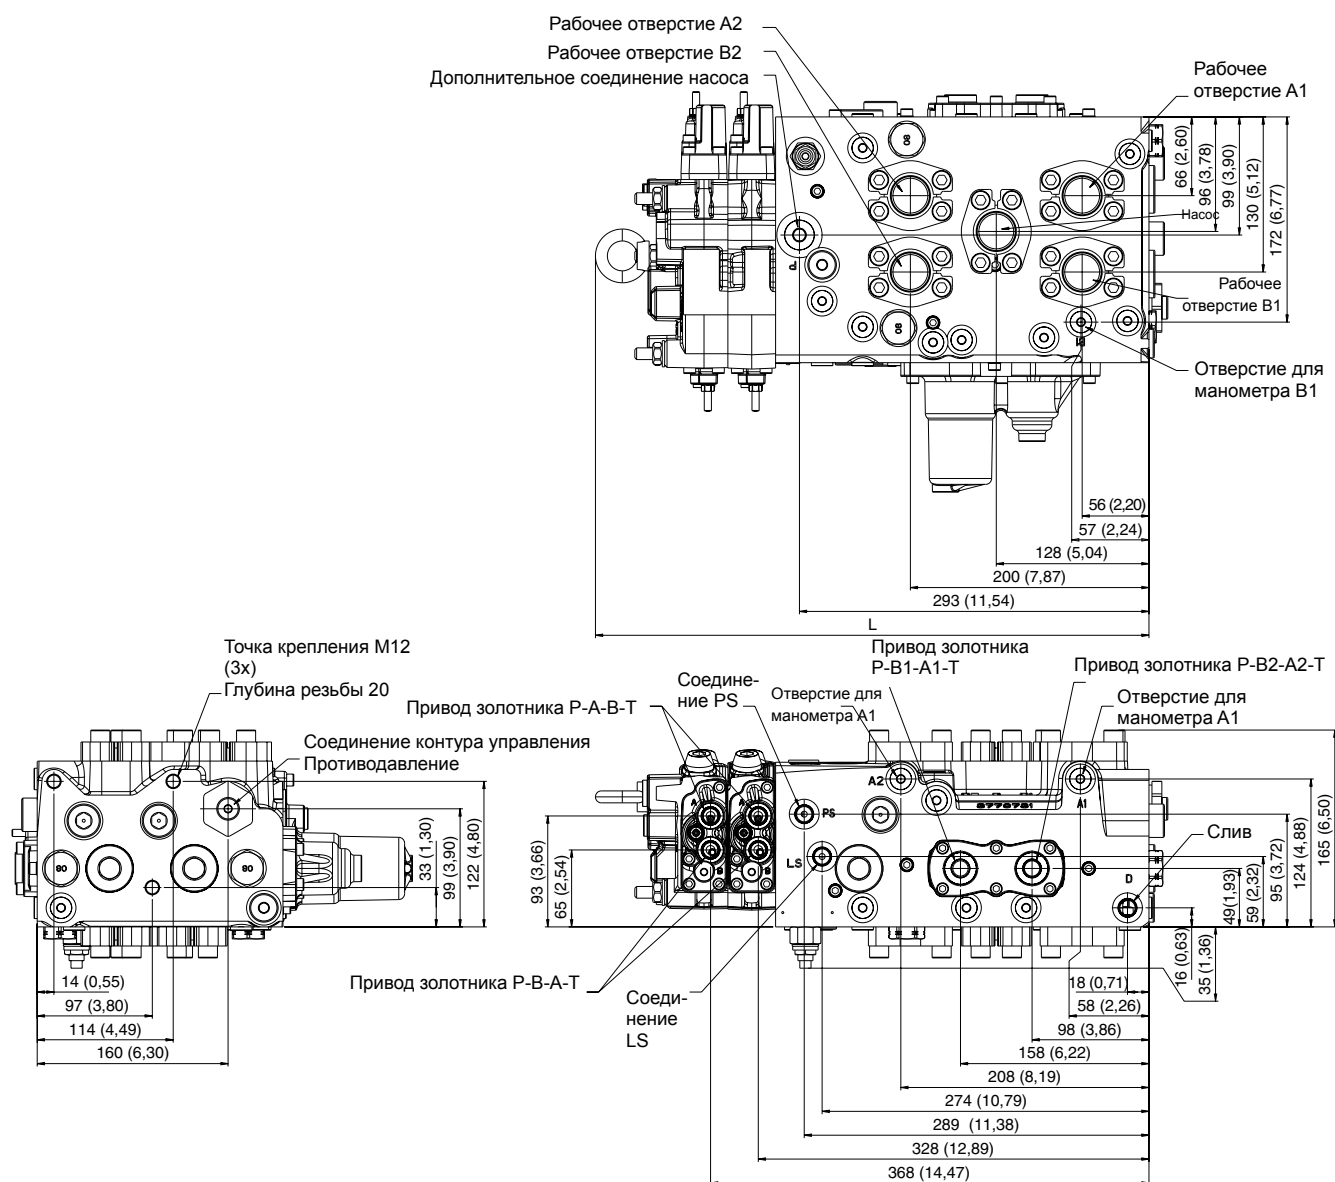 Рабочее отверстие A2
Рабочее отверстие B2
Дополнительное соединение насоса
Рабочее
отверстие A1
66 (2,60)
96 (3,78)
99 (3,90)
130 (5,12)
172 (6,77)
Насос
Рабочее
отверстие B1
Отверстие для
манометра B1
56 (2,20)
57 (2,24)
128 (5,04)
200 (7,87)
293 (11,54)
L
Точка крепления M12
(3x)
Глубина резьбы 20
Соединение контура управления
Противодавление
33 (1,30)
99 (3,90)
122 (4,80)
14 (0,55)
97 (3,80)
114 (4,49)
160 (6,30)
Привод золотника P-A-B-T
Соедине-
ние PS
Отверстие для
манометра A1
Привод золотника
P-B1-A1-T
Привод золотника P-B2-A2-T
Отверстие для
манометра A1
A2
A1
PS
LS
D
Слив
93 (3,66)
65 (2,54)
49(1,93)
59 (2,32)
95 (3,72)
124 (4,88)
165 (6,50)
16 (0,63)
35 (1,36)
Привод золотника P-B-A-T
Соеди-
нение
LS
18 (0,71)
58 (2,26)
98 (3,86)
158 (6,22)
208 (8,19)
274 (10,79)
289 (11,38)
328 (12,89)
368 (14,47)